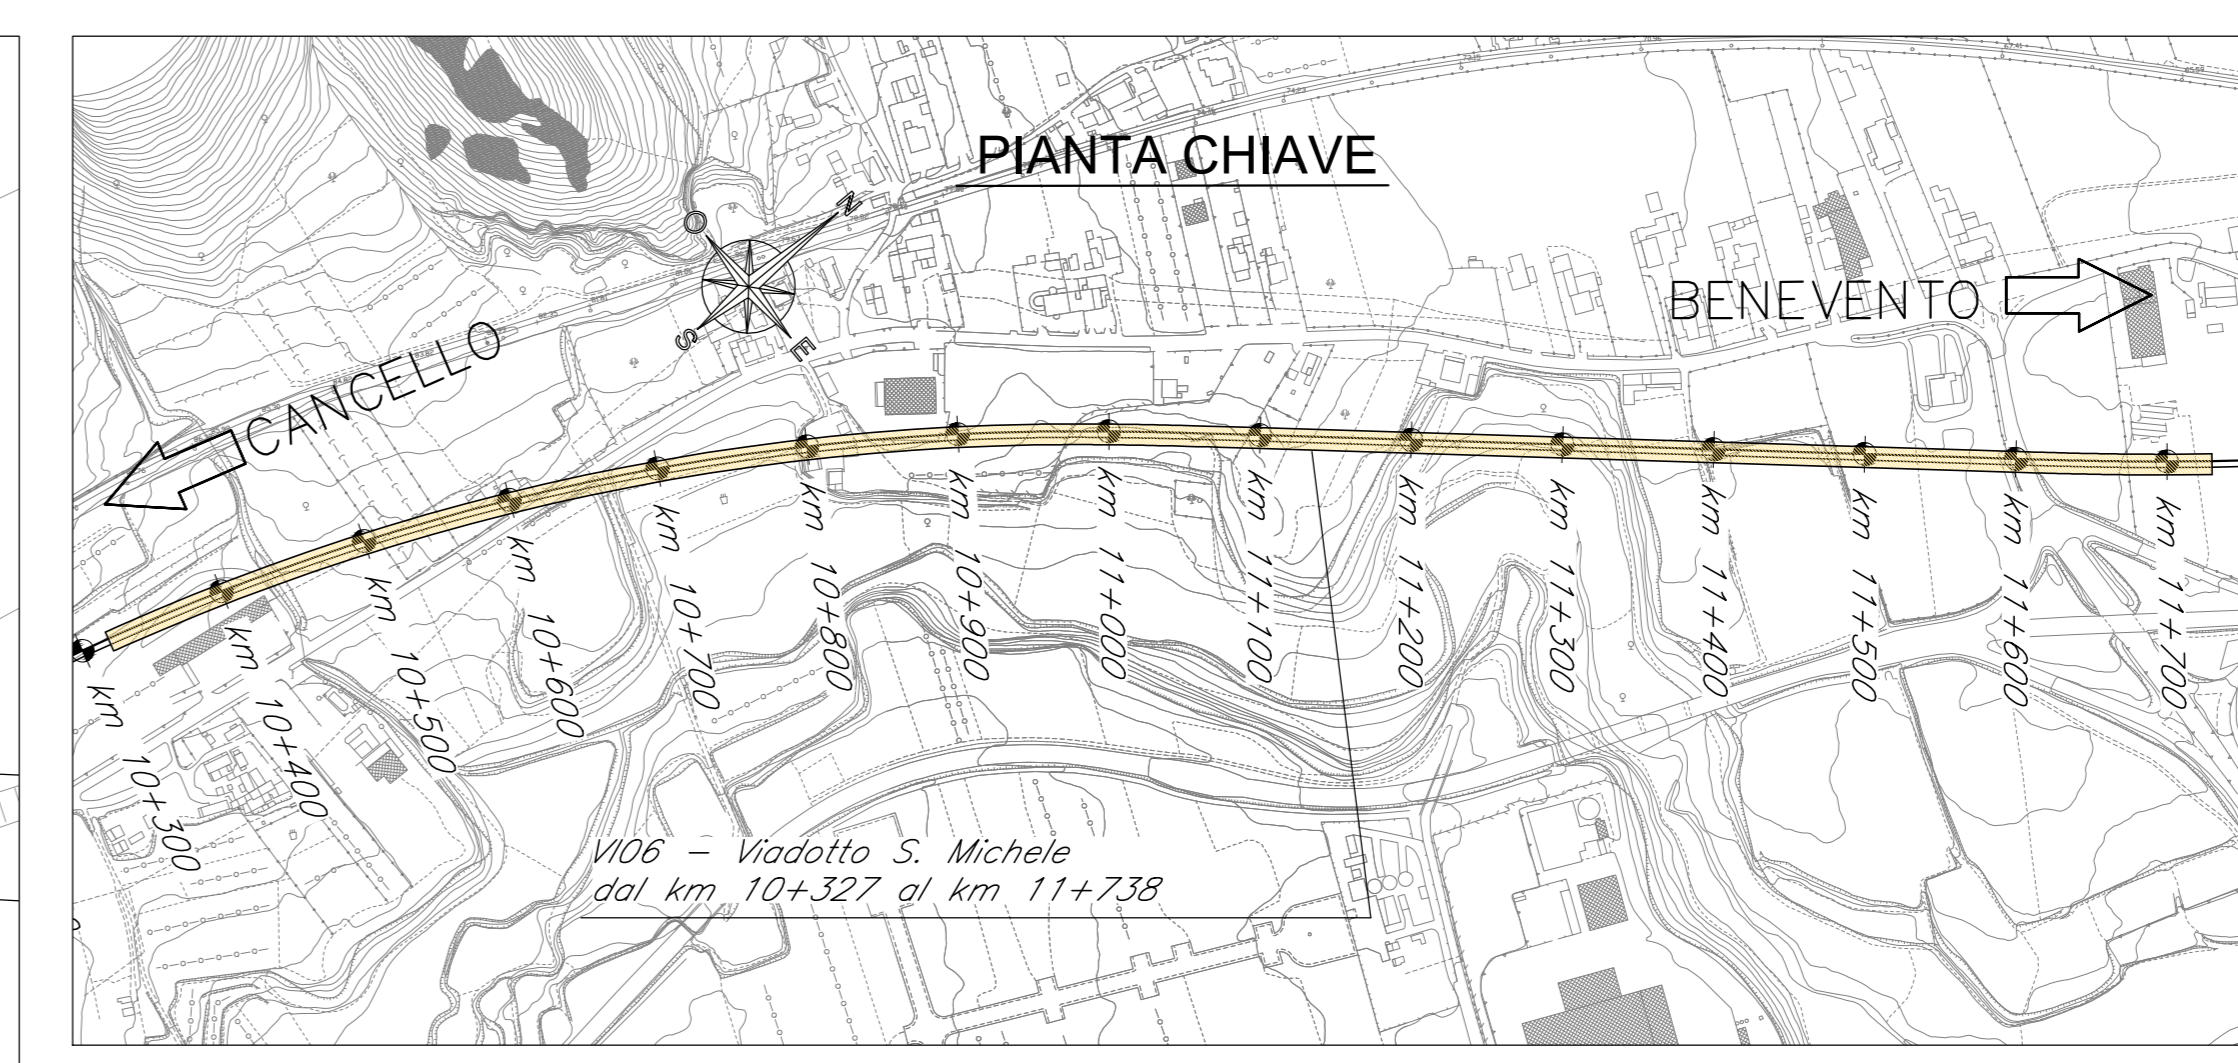 PIANTA CHIAVE
O
N
S
E
CANCELLO
BENEVENTO
km 10+300
km 10+400
km 10+500
km 10+600
km 10+700
km 10+800
km 10+900
km 11+000
km 11+100
km 11+200
km 11+300
km 11+400
km 11+500
km 11+600
km 11+700
VI06 – Viadotto S. Michele
dal km 10+327 al km 11+738